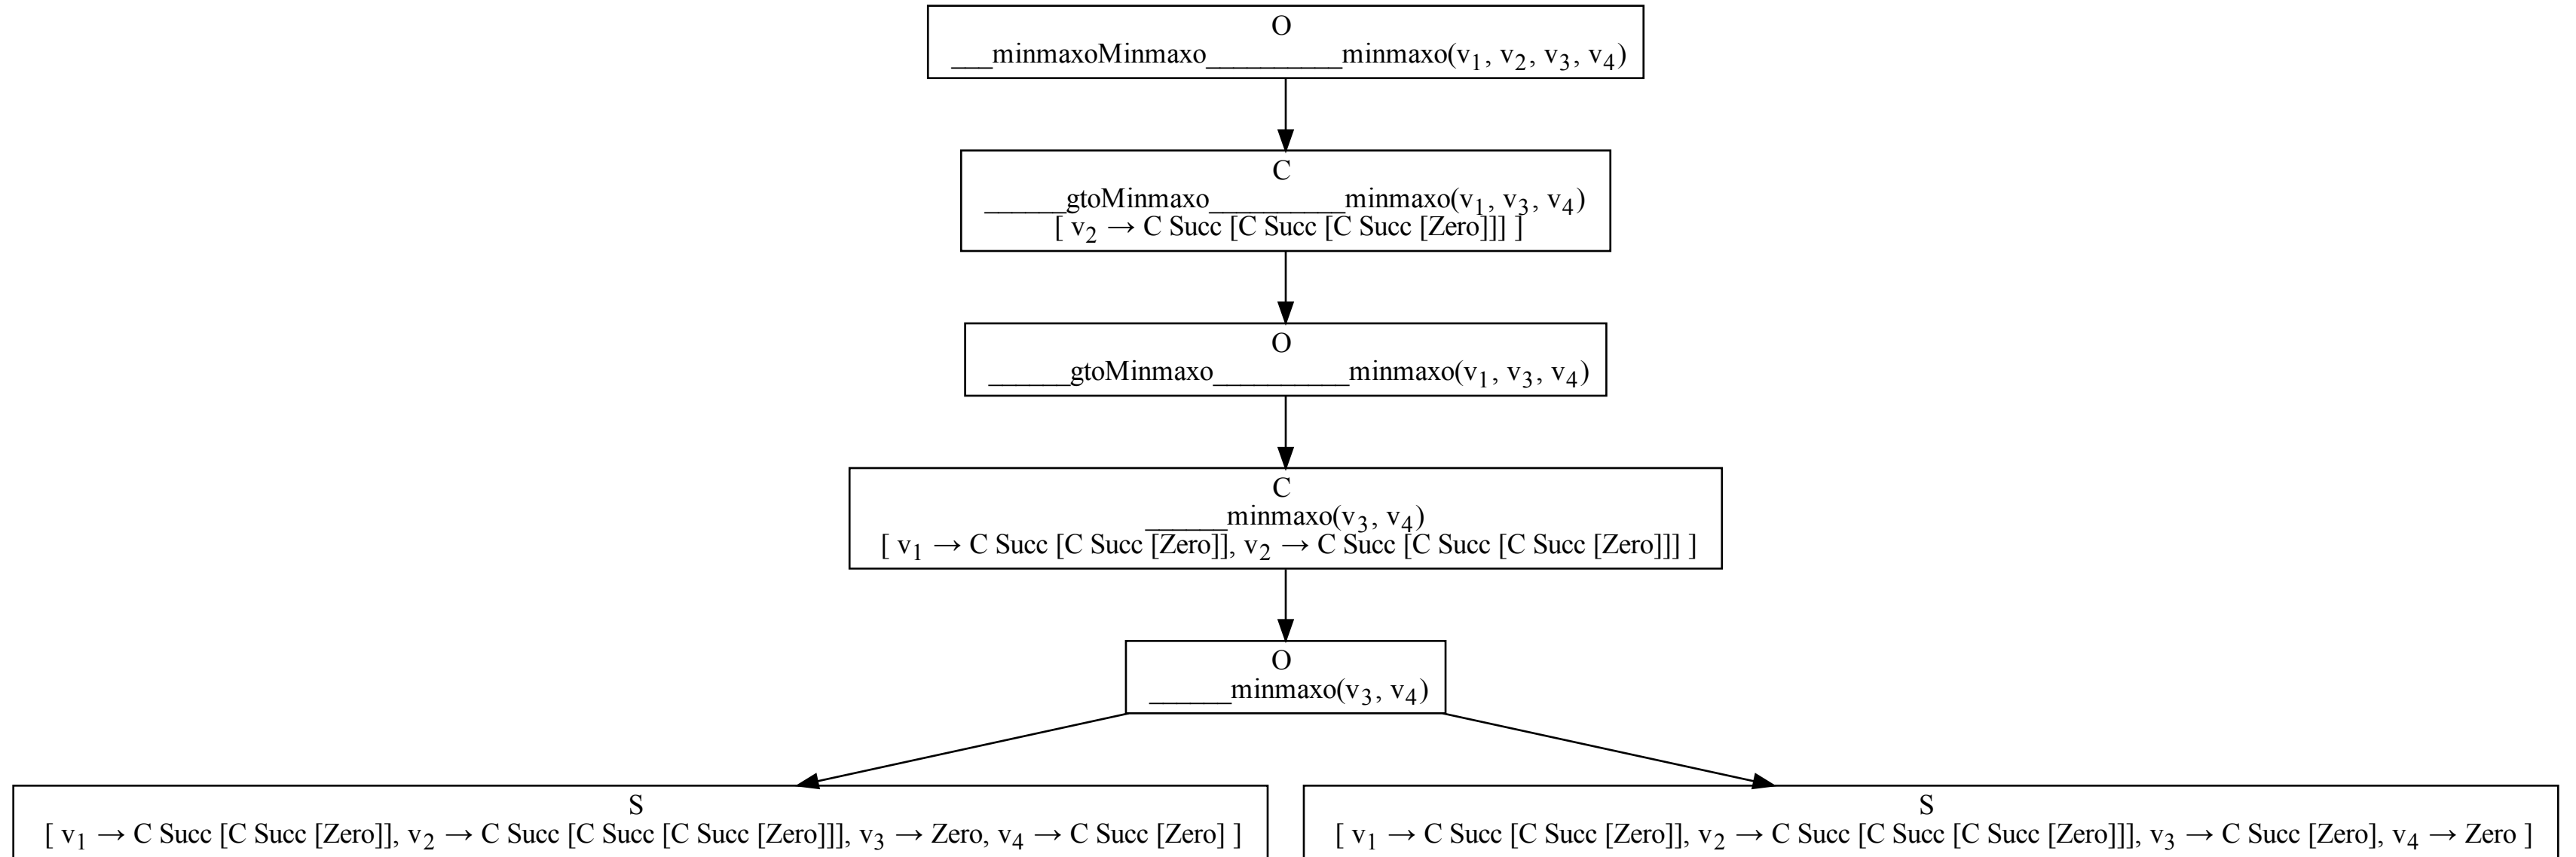 O
___minmaxoMinmaxo__________minmaxo(v₁, v₂, v₃, v₄)
C
______gtoMinmaxo__________minmaxo(v₁, v₃, v₄)
[ v₂ → C Succ [C Succ [C Succ [Zero]]] ]
O
______gtoMinmaxo__________minmaxo(v₁, v₃, v₄)
C
______minmaxo(v₃, v₄)
[ v₁ → C Succ [C Succ [Zero]], v₂ → C Succ [C Succ [C Succ [Zero]]] ]
O
______minmaxo(v₃, v₄)
S
[ v₁ → C Succ [C Succ [Zero]], v₂ → C Succ [C Succ [C Succ [Zero]]], v₃ → Zero, v₄ → C Succ [Zero] ]
S
[ v₁ → C Succ [C Succ [Zero]], v₂ → C Succ [C Succ [C Succ [Zero]]], v₃ → C Succ [Zero], v₄ → Zero ]